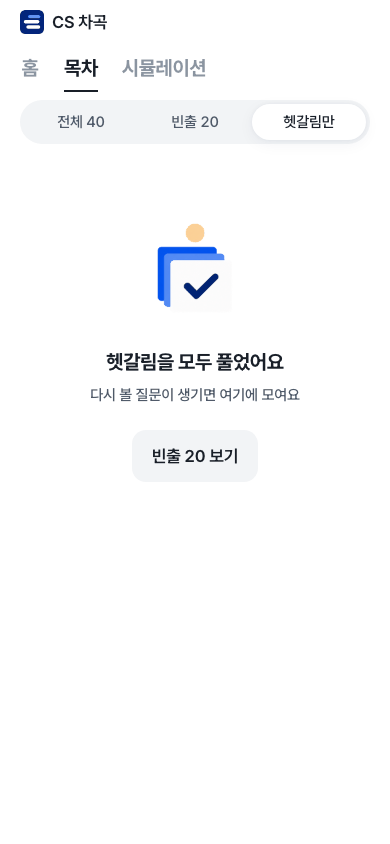 CS 차곡
홈 목차 시뮬레이션
전체 40 빈출 20 헷갈림만
헷갈림을 모두 풀었어요
다시 볼 질문이 생기면 여기에 모여요
빈출 20 보기